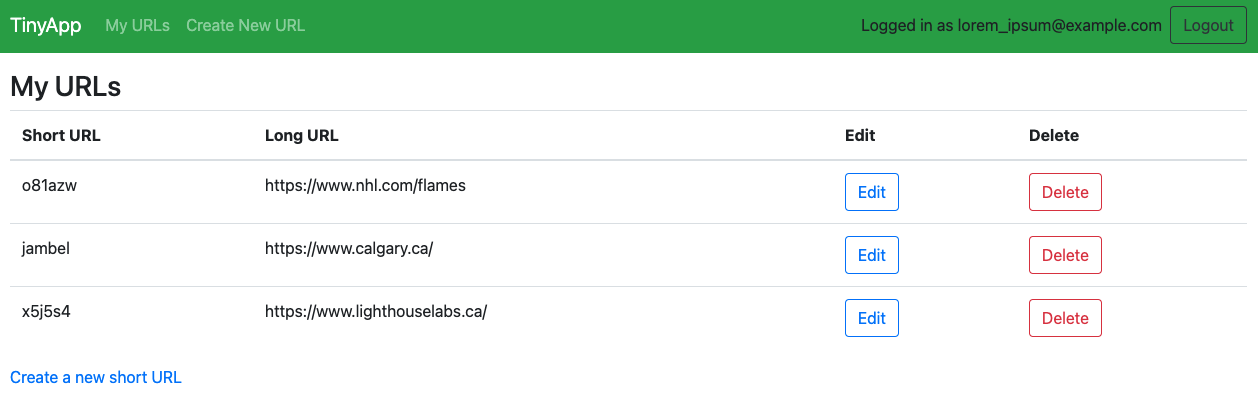 TinyApp My URLs Create New URL Logged in as lorem_ipsum@example.com Logout
My URLs
Short URL Long URL Edit Delete
o81azw https://www.nhl.com/flames Edit Delete
jambel https://www.calgary.ca/ Edit Delete
x5j5s4 https://www.lighthouselabs.ca/ Edit Delete
Create a new short URL